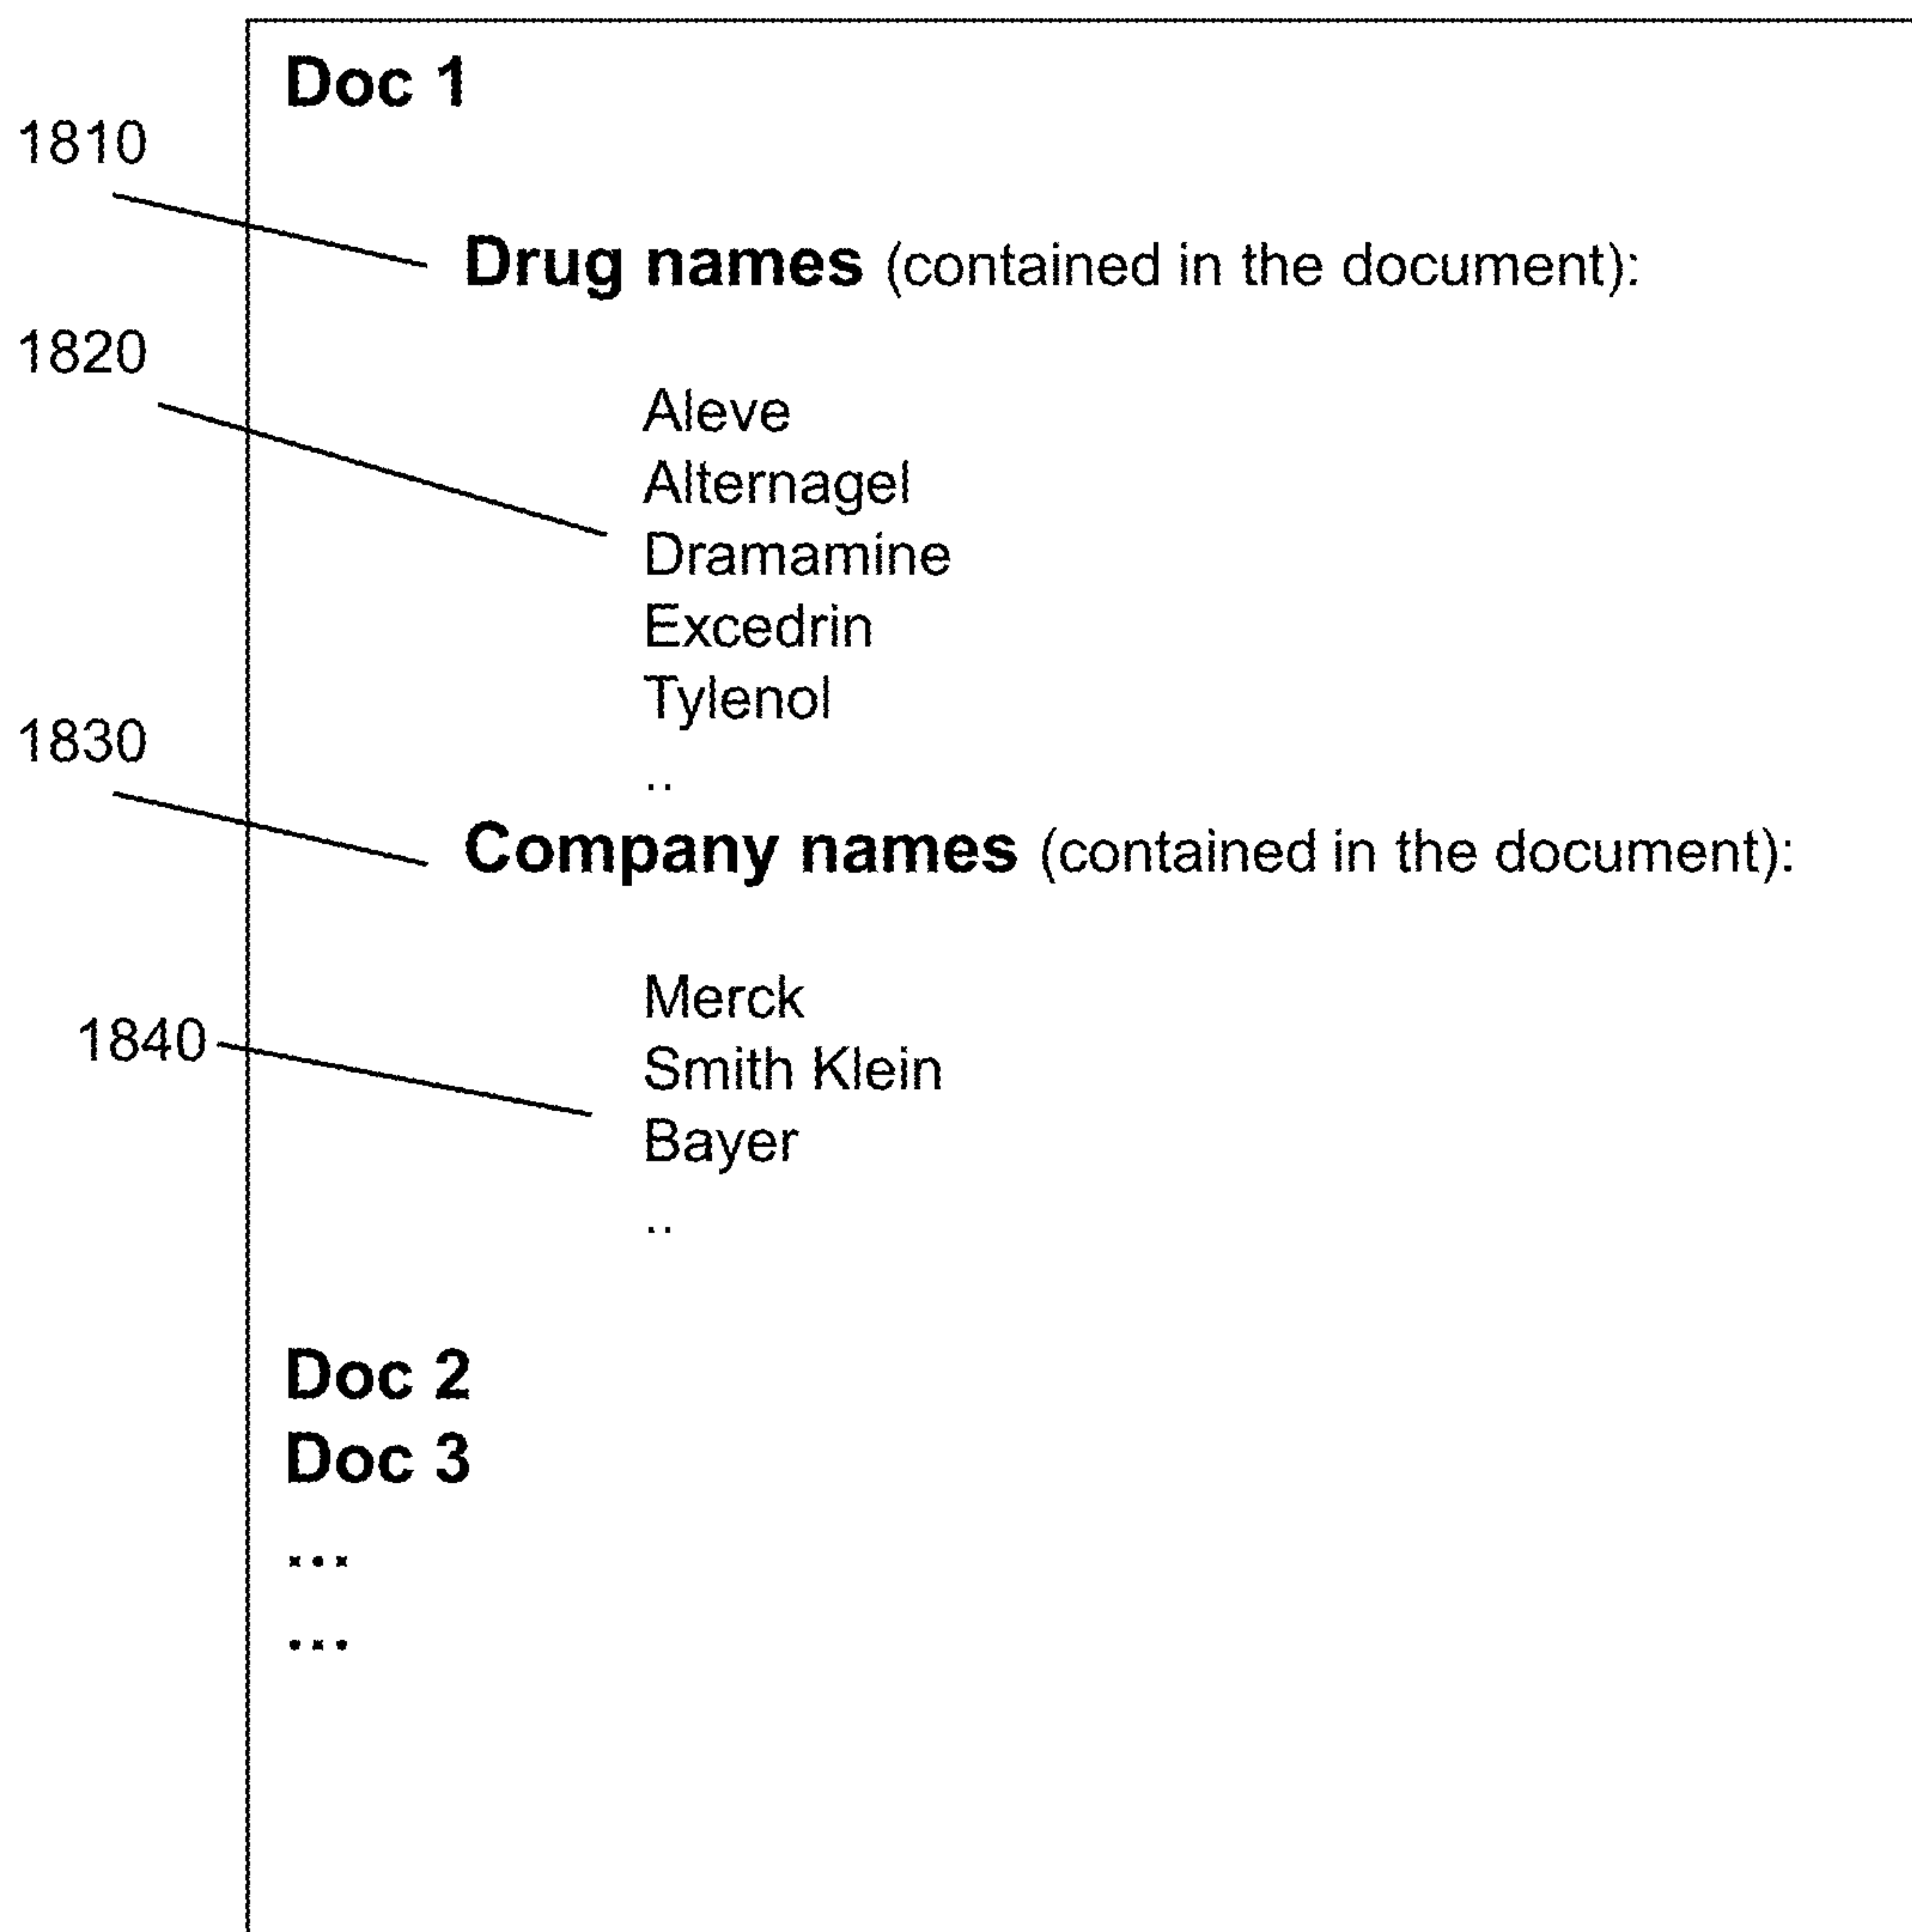 Doc 1
1810
Drug names (contained in the document):
1820
Aleve
Alternagel
Dramamine
Excedrin
Tylenol
1830
..
Company names (contained in the document):
Merck
1840
Smith Klein
Bayer
..
Doc 2
Doc 3
...
...